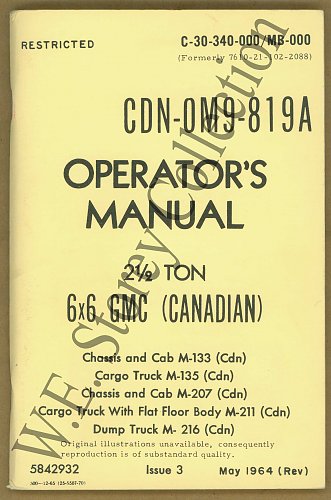 RESTRICTED
C-30-340-000/MB-000
(Formerly 7610-21-102-2088)
CDN-OM9-819A
OPERATOR'S
MANUAL
2½ TON
6x6 GMC (CANADIAN)
Chassis and Cab M-133 (Cdn)
Cargo Truck M-135 (Cdn)
Chassis and Cab M-207 (Cdn)
Cargo Truck With Flat Floor Body M-211 (Cdn)
Dump Truck M- 216 (Cdn)
Original illustrations unavailable, consequently
reproduction is of substandard quality.
5842932 Issue 3 May 1964 (Rev)
W.E. Storey Collection